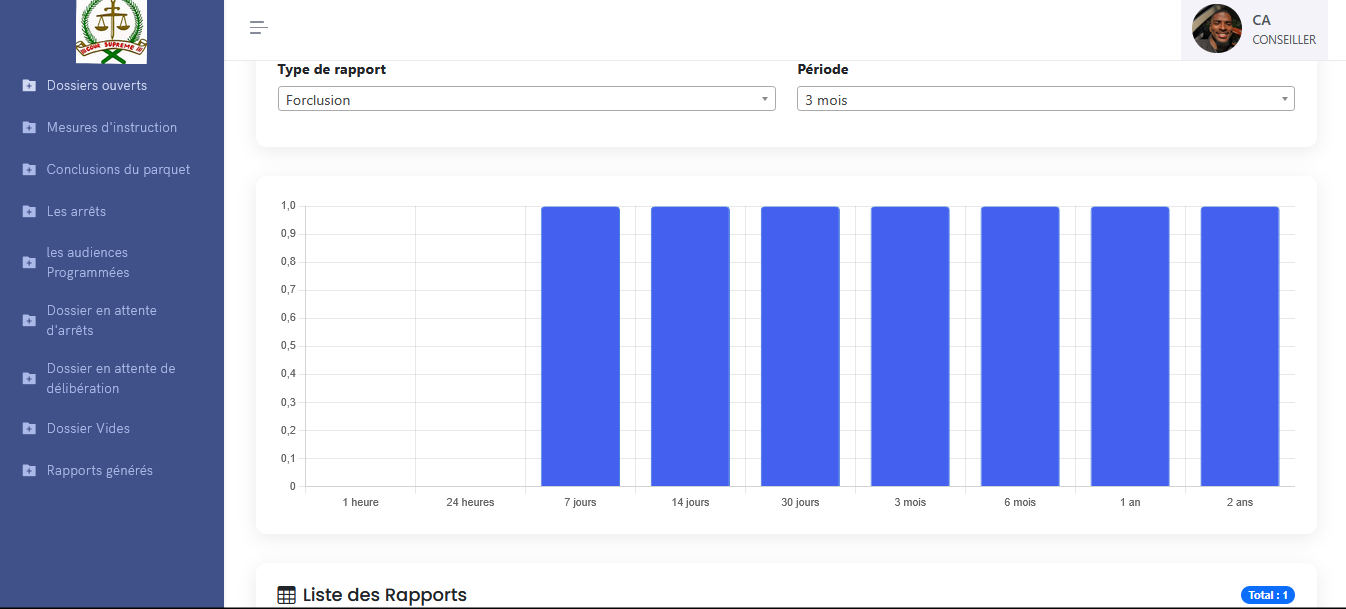 COUR SUPREME
CA
CONSEILLER
Dossiers ouverts
Mesures d'instruction
Conclusions du parquet
Les arrêts
les audiences
Programmées
Dossier en attente
d'arrêts
Dossier en attente de
délibération
Dossier Vides
Rapports générés
Type de rapport
Période
Forclusion
3 mois
1,0
0,9
0,8
0,7
0,6
0,5
0,4
0,3
0,2
0,1
0
1 heure
24 heures
7 jours
14 jours
30 jours
3 mois
6 mois
1 an
2 ans
Liste des Rapports
Total : 1